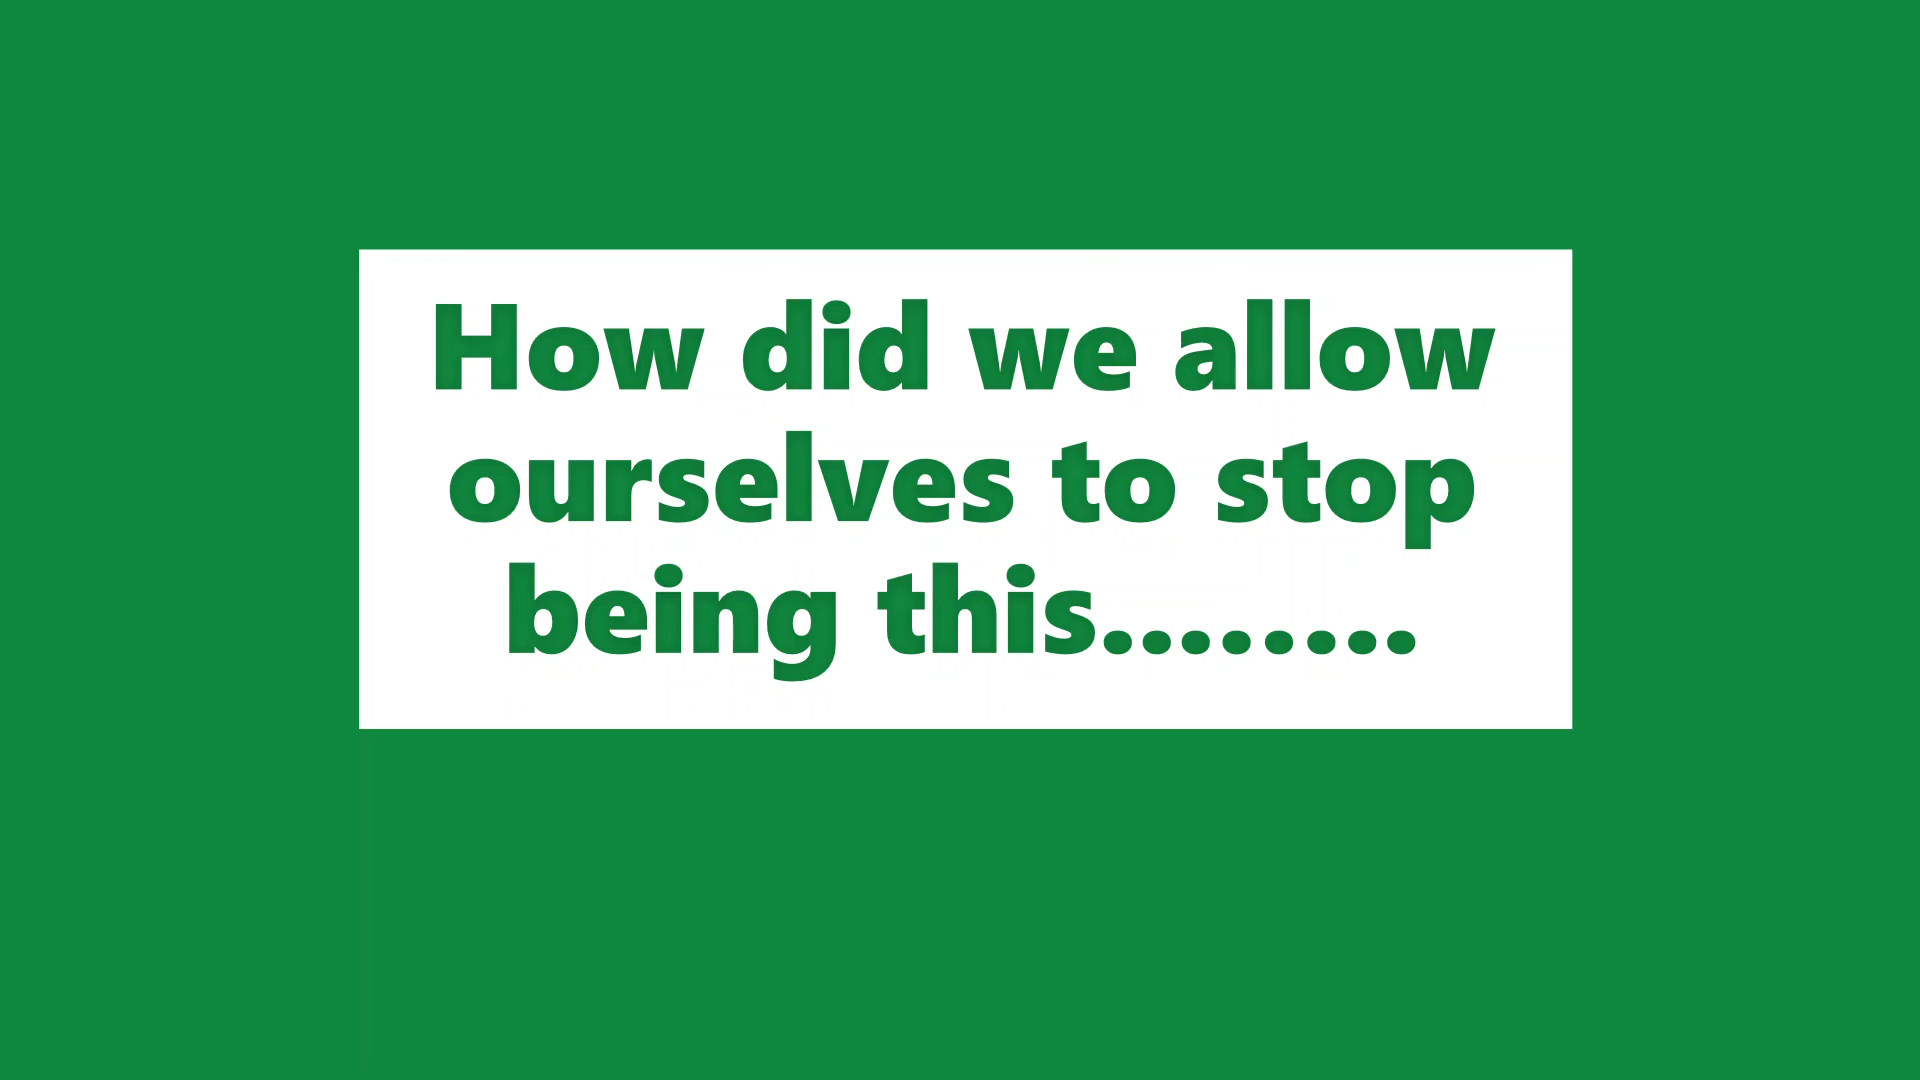 How did we allow
ourselves to stop
being this........